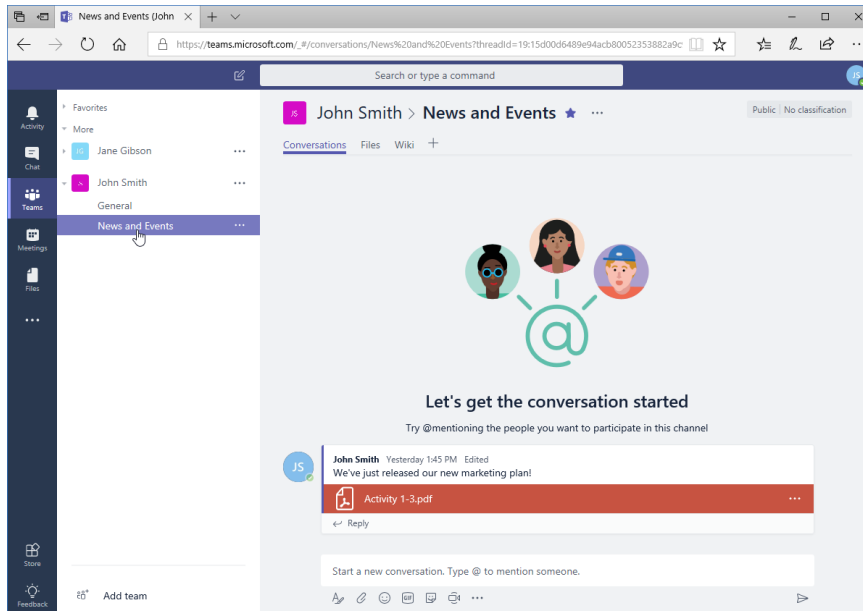 News and Events (John
https://teams.microsoft.com/_#/conversations/News%20and%20Events?threadId=19:15d00d6489e94acb80052353882a9c
Search or type a command
JS
Activity
Chat
Teams
Meetings
Files
Store
Feedback
Favorites
More
JG Jane Gibson
JS John Smith
General
News and Events
Add team
JS John Smith > News and Events
Public No classification
Conversations Files Wiki
Let's get the conversation started
Try @mentioning the people you want to participate in this channel
JS
John Smith Yesterday 1:45 PM Edited
We've just released our new marketing plan!
Activity 1-3.pdf
Reply
Start a new conversation. Type @ to mention someone.
GIF